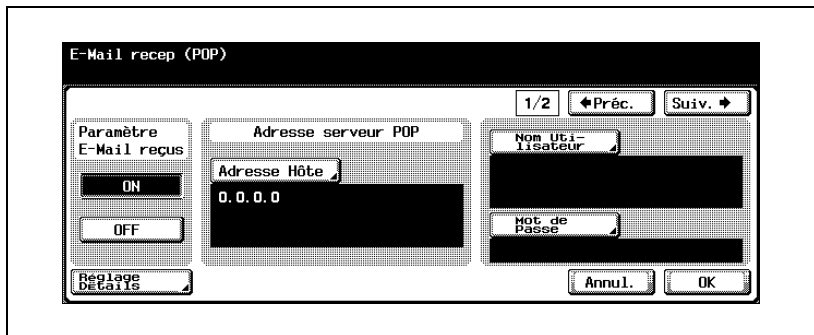 E-Mail recep (POP)
1/2
←Préc.
Suiv. →
Paramètre
E-Mail reçus
ON
OFF
Réglage
Détails
Adresse serveur POP
Adresse Hôte
0.0.0.0
Nom Uti-
lisateur
Mot de
Passe
Annul.
OK